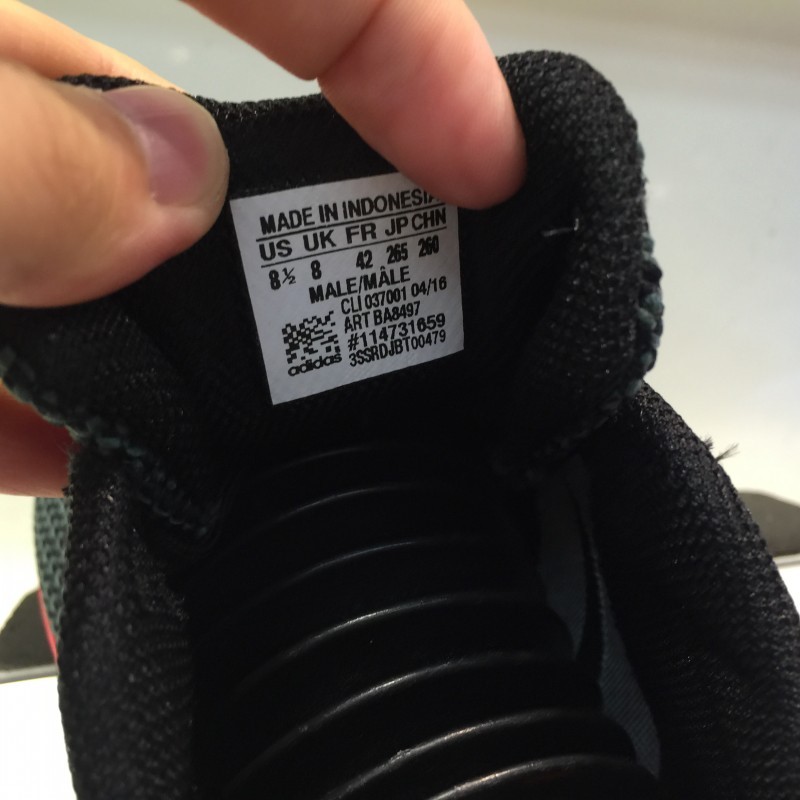 MADE IN INDONESIA
US UK FR JP CHN
8½ 8 42 265 260
MALE/MÂLE
CLI 037001 04/16
ART BA8497
#114731659
3SSRDJBT00479
adidas